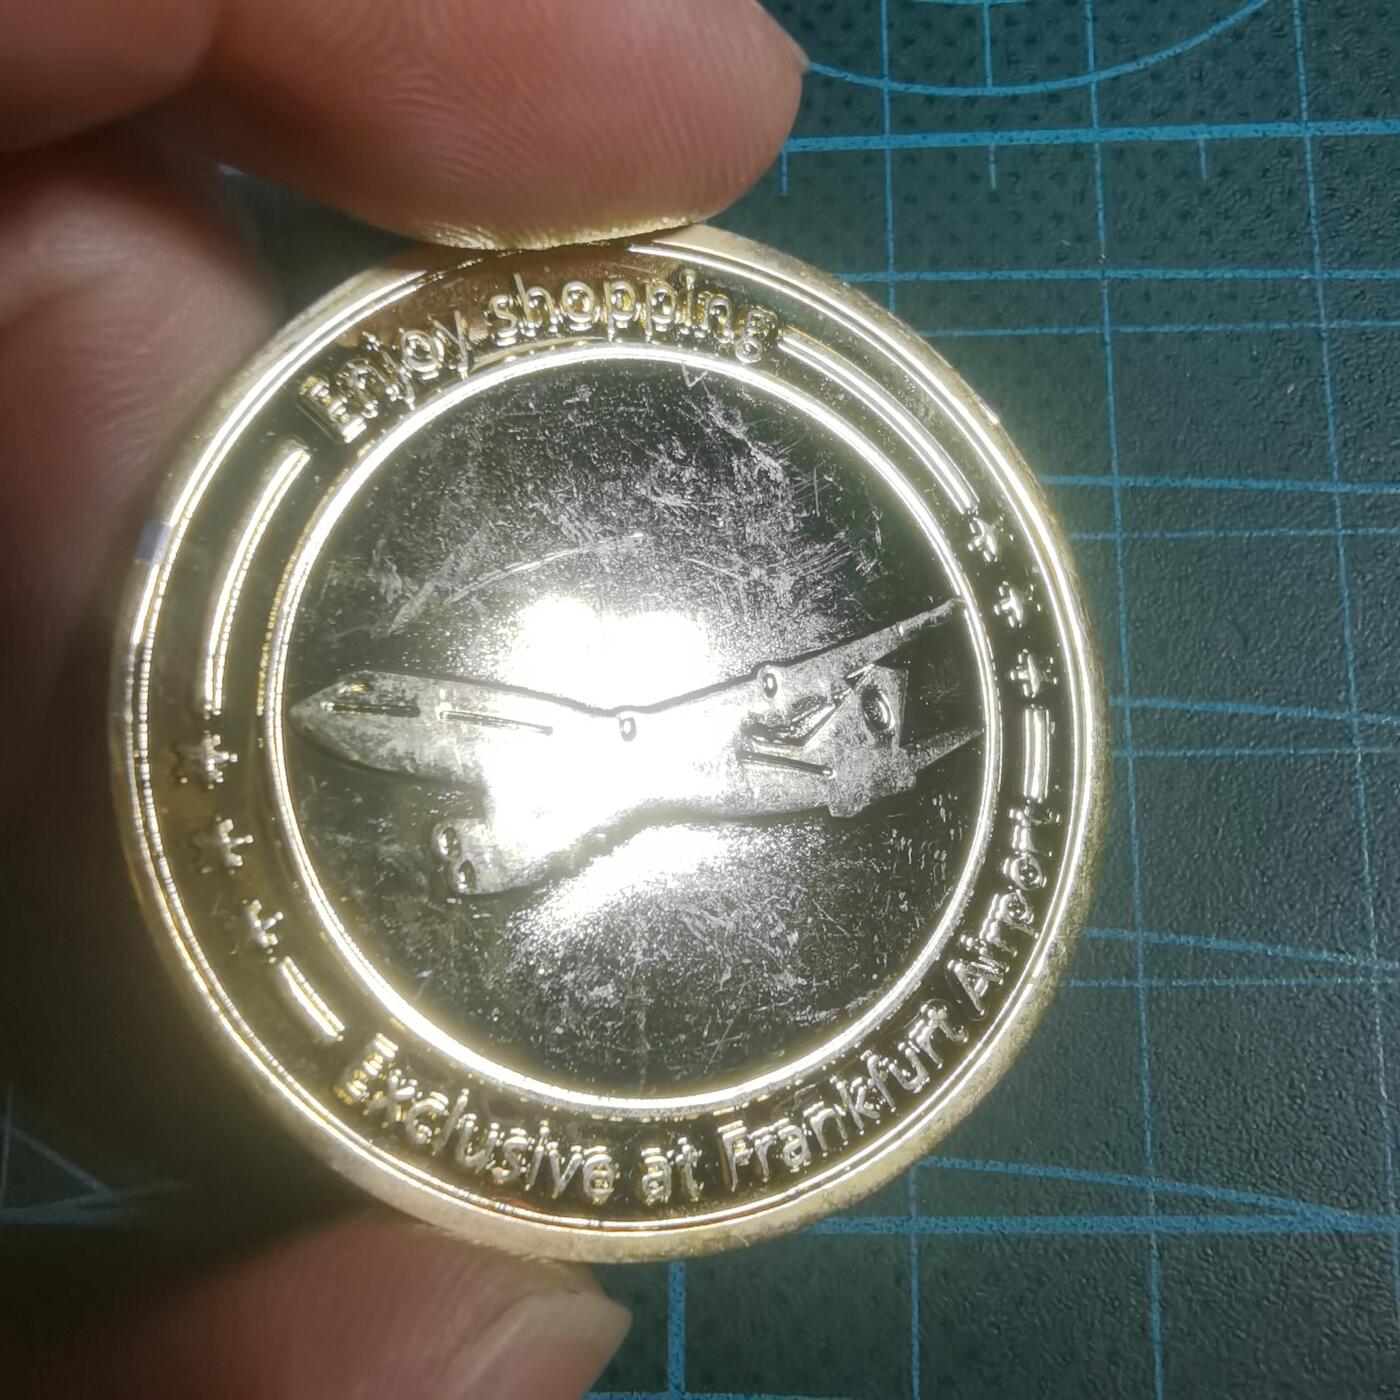 Enjoy shopping
Exclusive at Frankfurt Airport